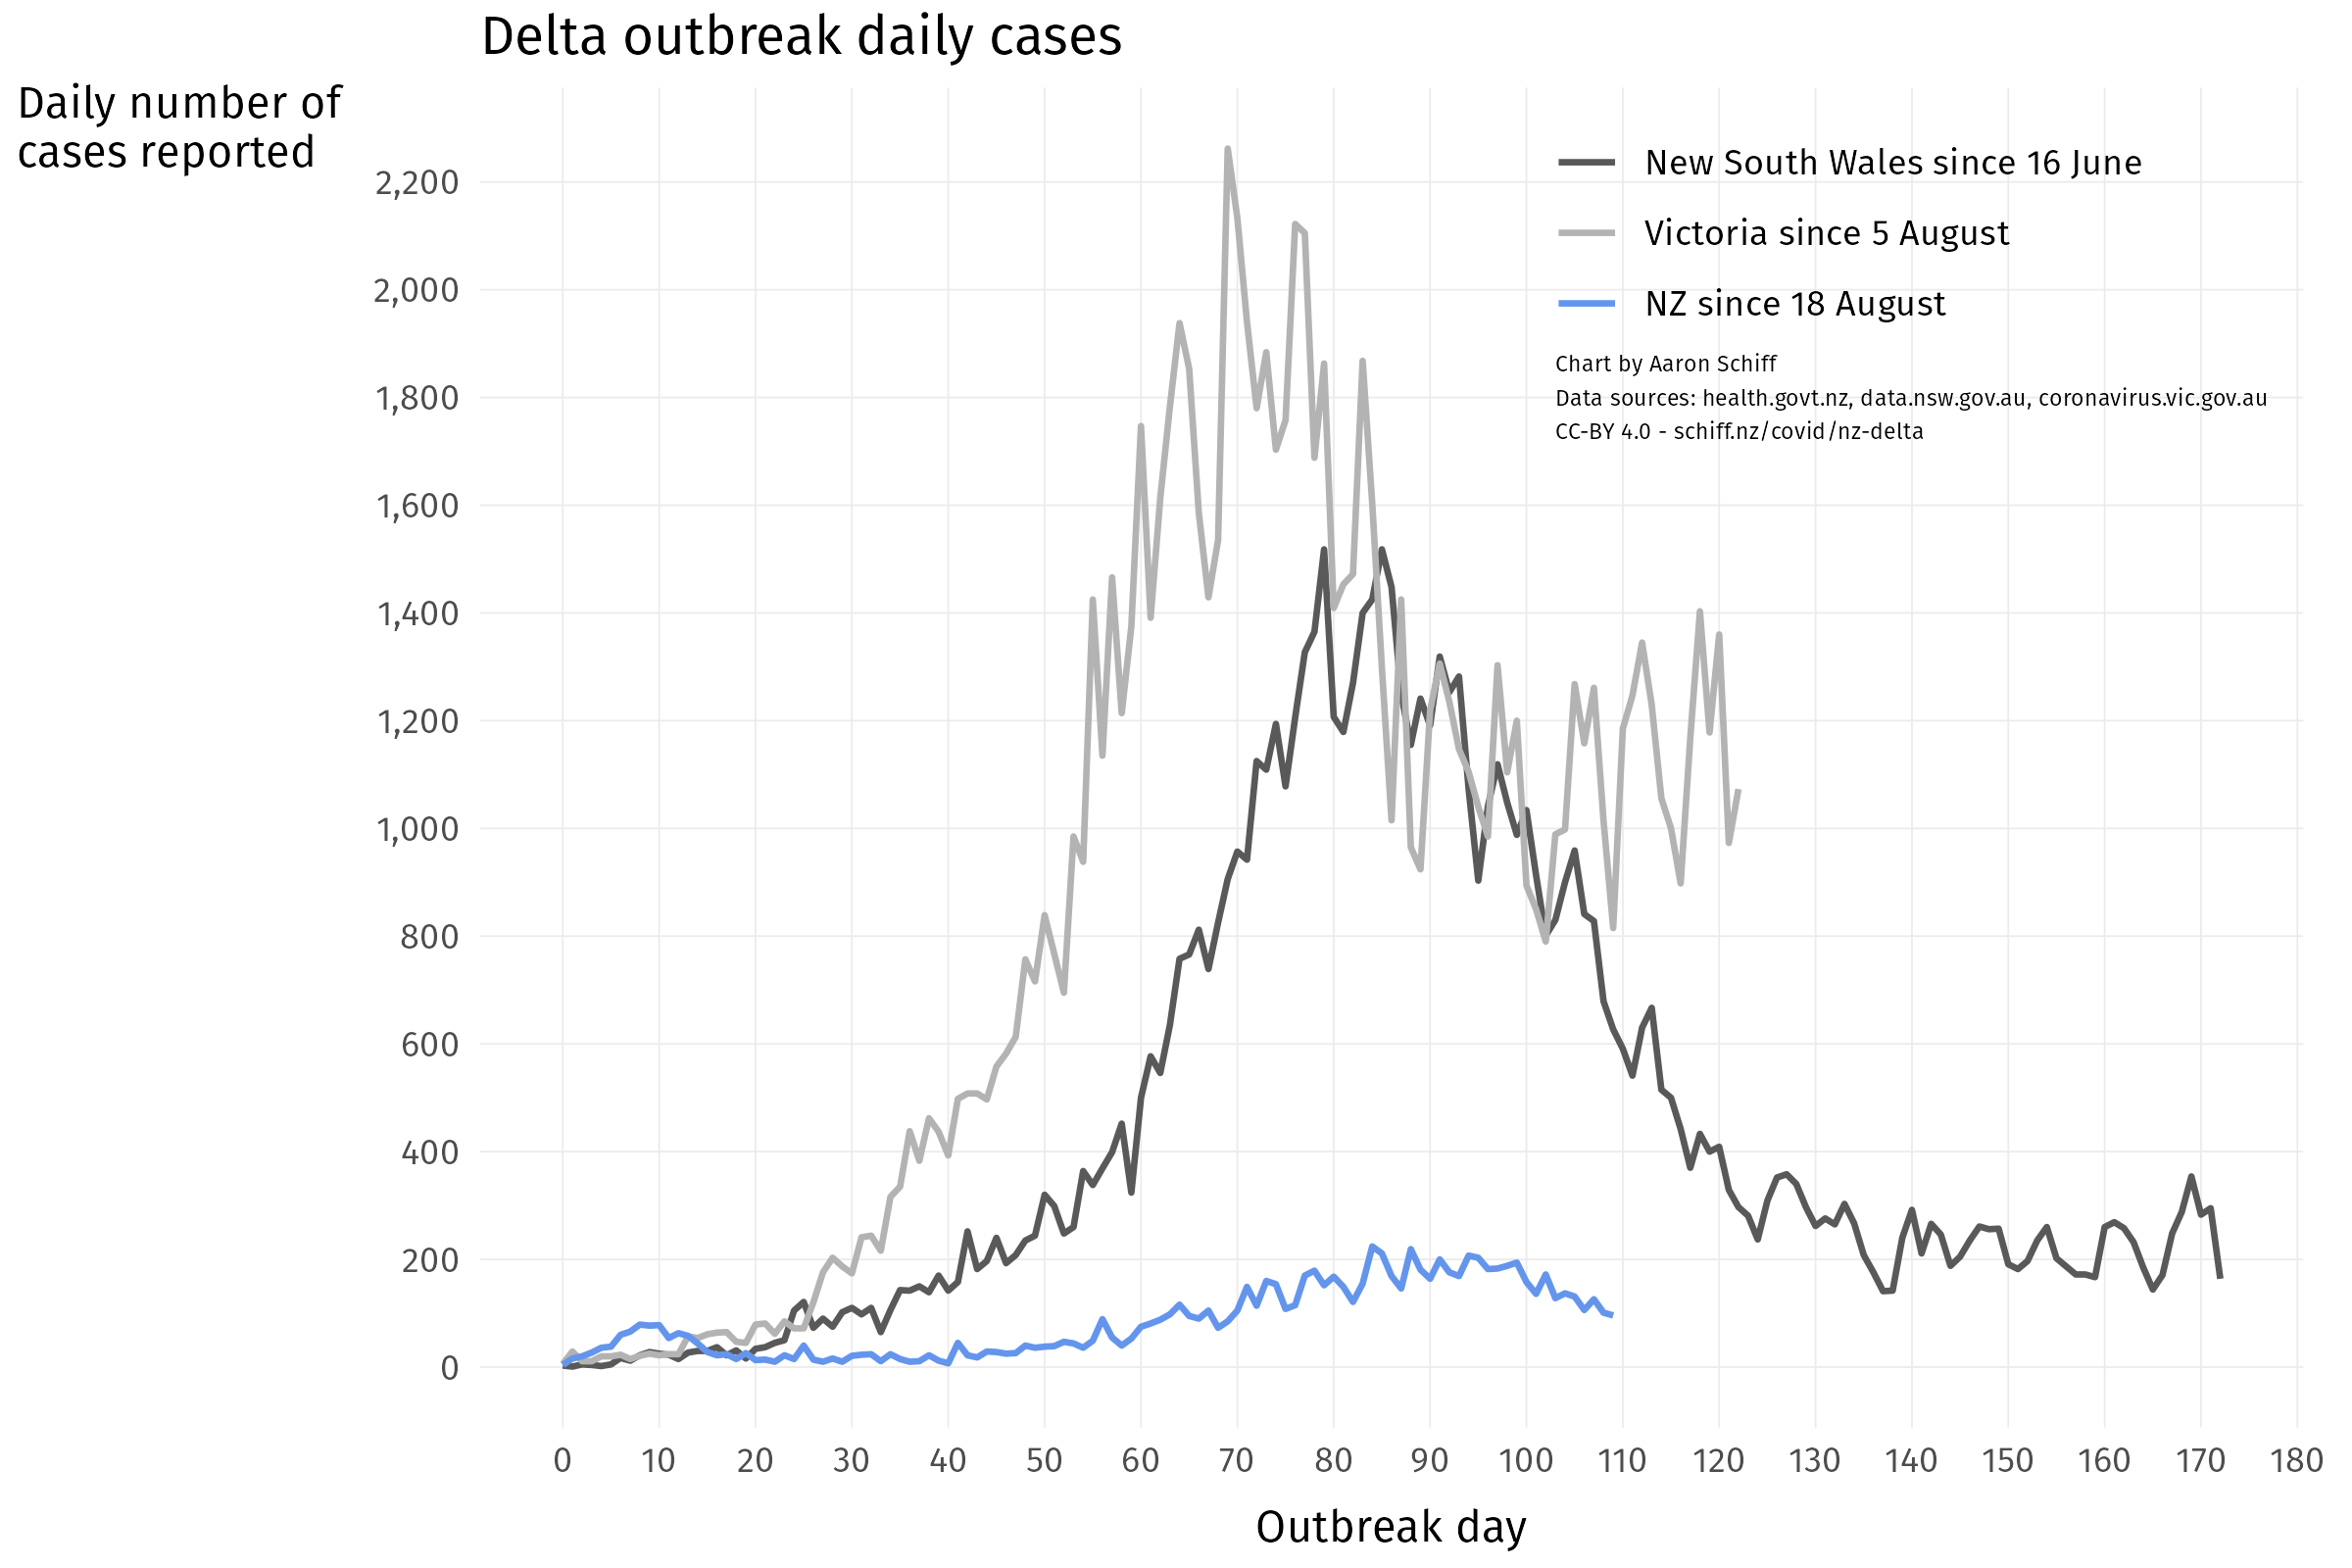 Delta outbreak daily cases
Daily number of
cases reported
New South Wales since 16 June
Victoria since 5 August
NZ since 18 August
Chart by Aaron Schiff
Data sources: health.govt.nz, data.nsw.gov.au, coronavirus.vic.gov.au
CC-BY 4.0 - schiff.nz/covid/nz-delta
2,200
2,000
1,800
1,600
1,400
1,200
1,000
800
600
400
200
0
0 10 20 30 40 50 60 70 80 90 100 110 120 130 140 150 160 170 180
Outbreak day